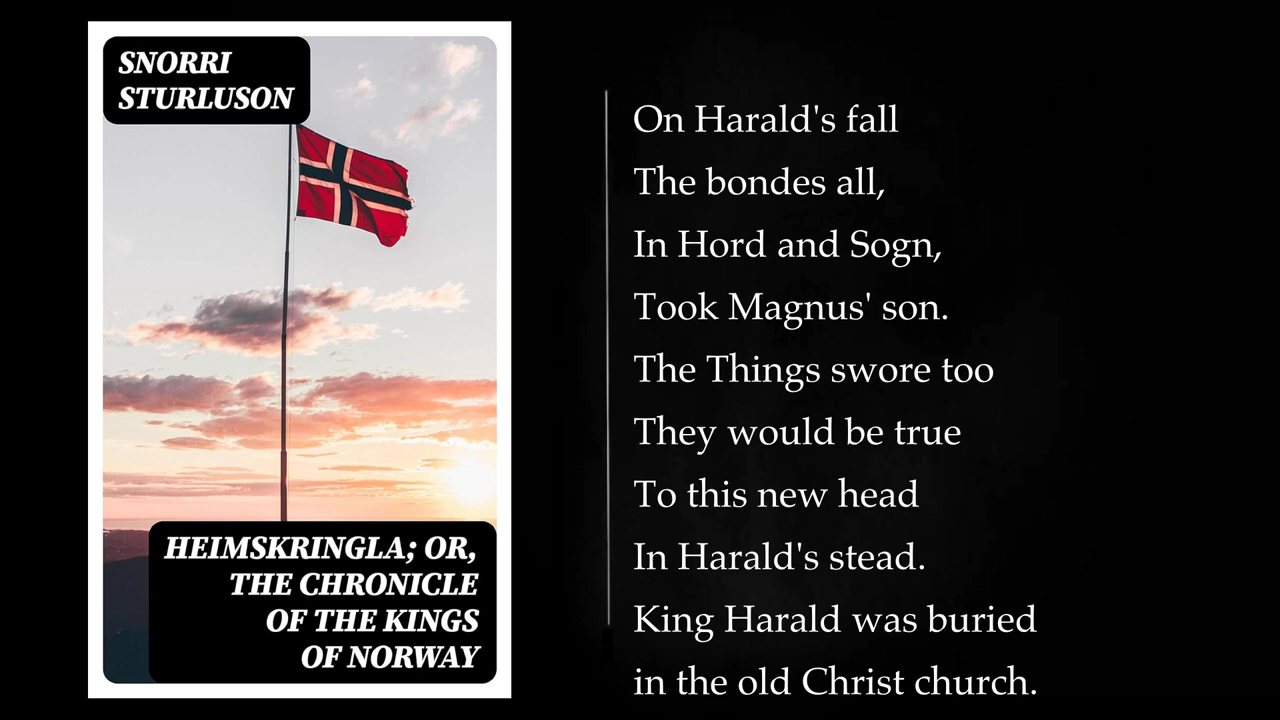 SNORRI
STURLUSON
HEIMSKRINGLA; OR,
THE CHRONICLE
OF THE KINGS
OF NORWAY
On Harald's fall
The bondes all,
In Hord and Sogn,
Took Magnus' son.
The Things swore too
They would be true
To this new head
In Harald's stead.
King Harald was buried
in the old Christ church.